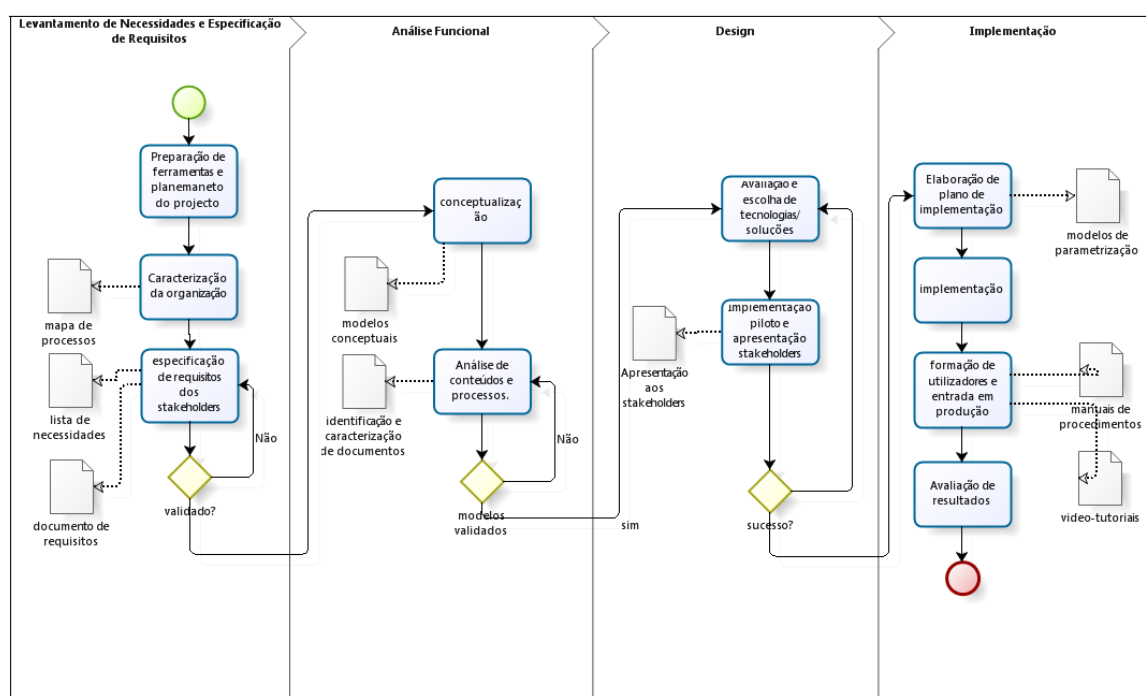 Levantamento de Necessidades e Especificação
de Requisitos
Análise Funcional
Design
Implementação
Preparação de
ferramentas e
planemaneto
do projecto
Caracterização
da organização
mapa de
processos
especificação
de requisitos
dos
stakeholders
lista de
necessidades
Não
documento de
requisitos
validado?
conceptualizaç
ão
modelos
conceptuais
Análise de
conteúdos e
processos.
identificação e
caracterização
de documentos
Não
modelos
validados
sim
Avaliação e
escolha de
tecnologias/
soluções
Implementação
piloto e
apresentação
stakeholders
Apresentação
aos
stakeholders
sucesso?
Elaboração de
plano de
implementação
modelos de
parametrização
implementação
formação de
utilizadores e
entrada em
produção
manuais de
procedimentos
Avaliação de
resultados
video-tutoriais